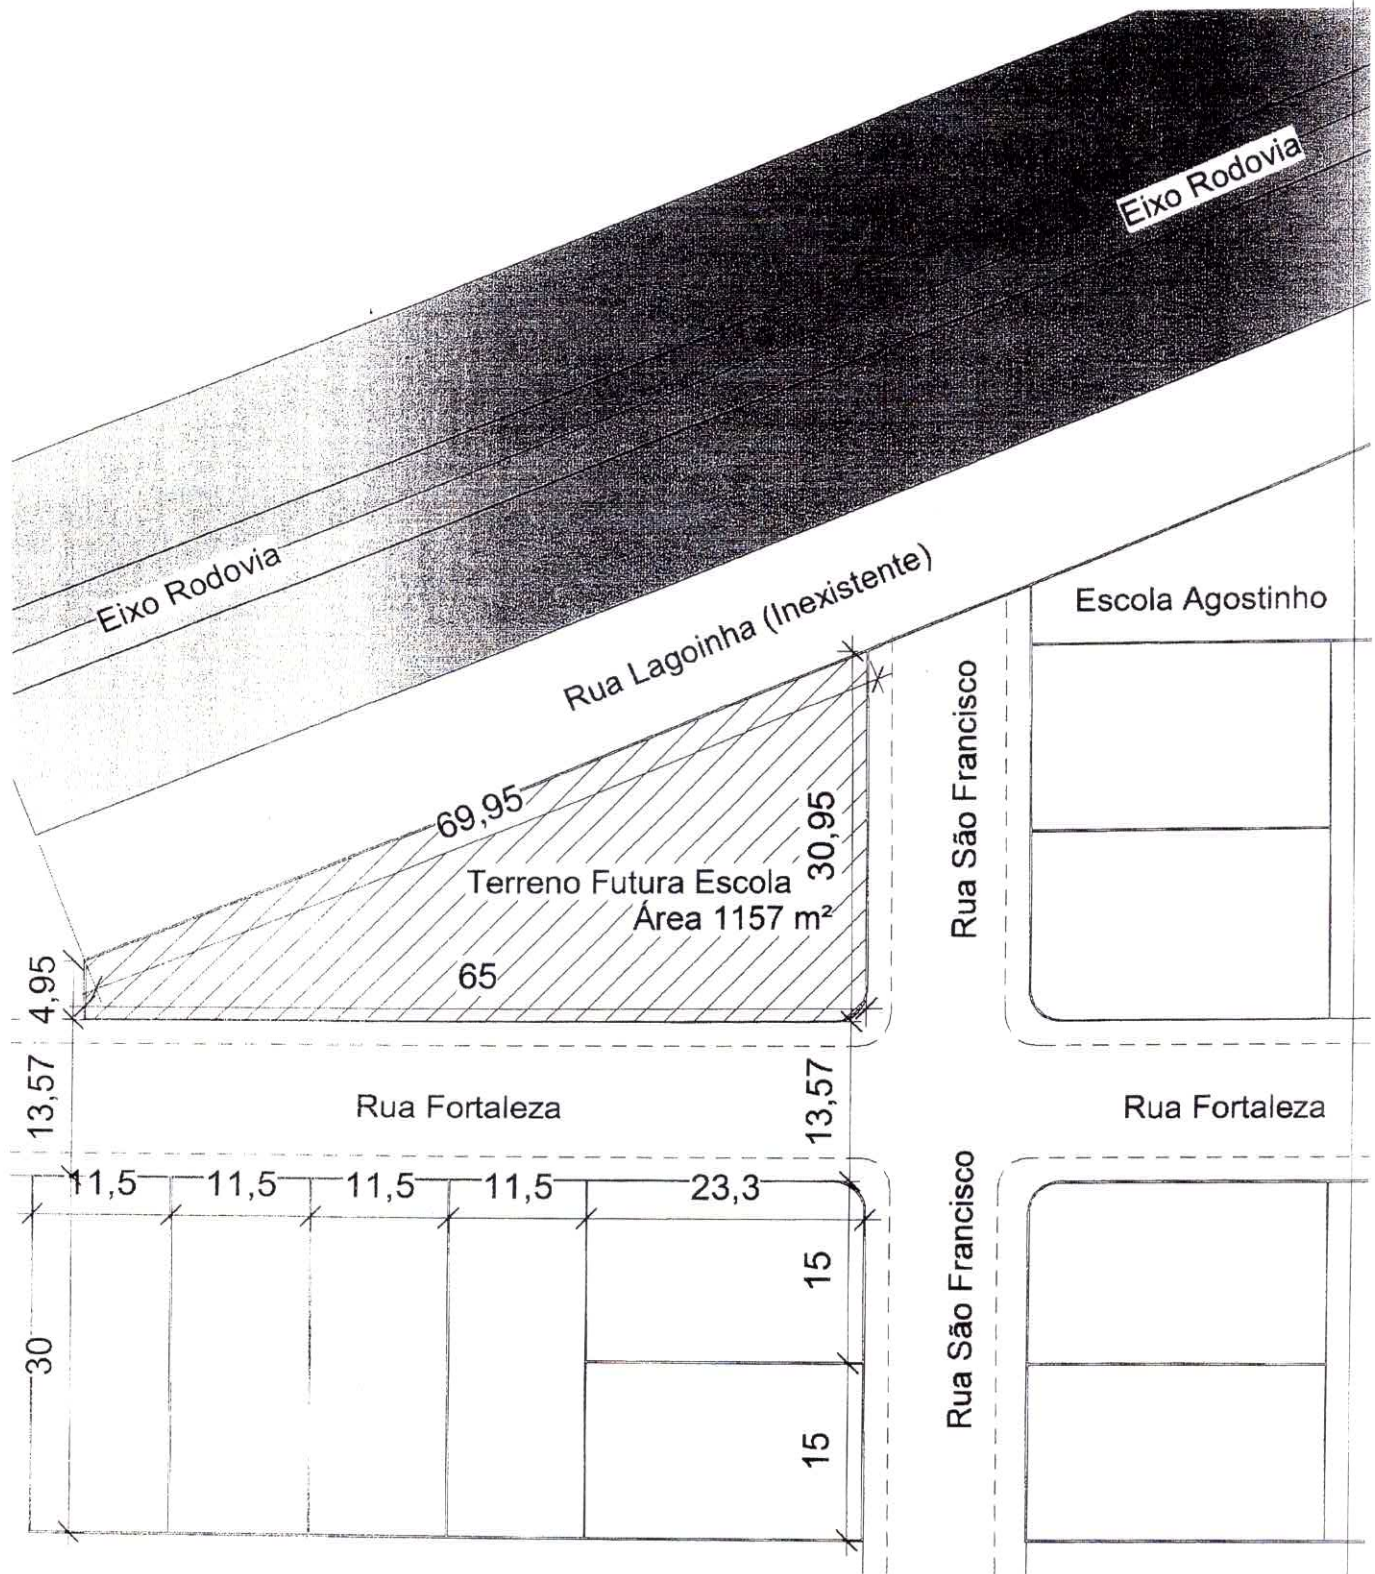 Eixo Rodovia
Eixo Rodovia
Rua Lagoinha (Inexistente)
Escola Agostinho
Rua São Francisco
69,95
30,95
Terreno Futura Escola
Área 1157 m²
65
4,95
13,57
13,57
Rua Fortaleza
Rua Fortaleza
11,5
11,5
11,5
11,5
23,3
Rua São Francisco
15
30
15